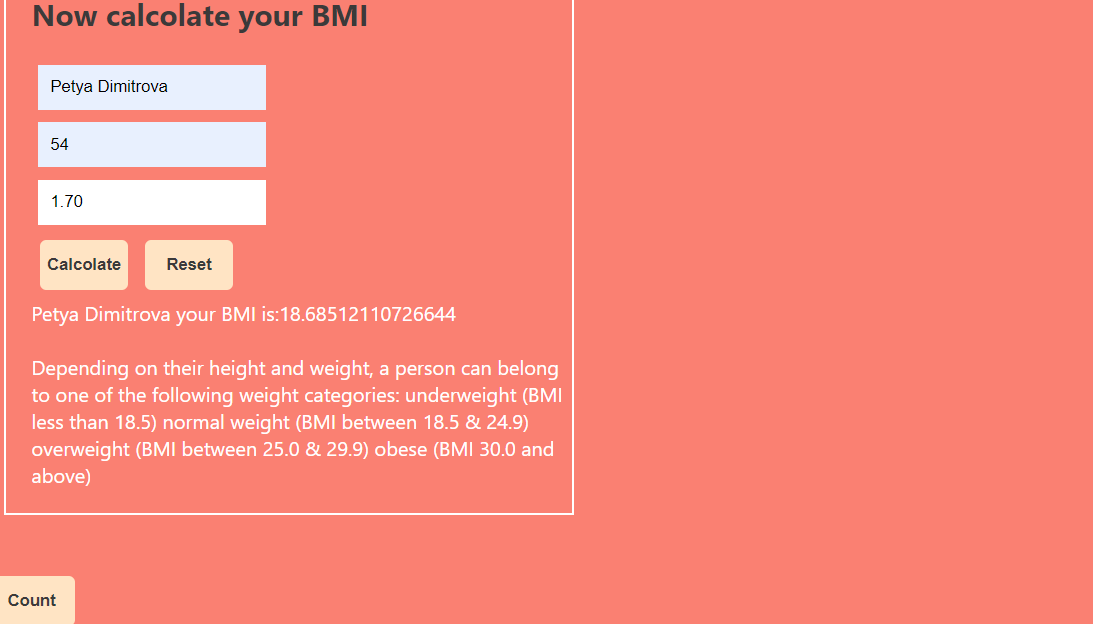 Now calcolate your BMI
Petya Dimitrova
54
1.70
Calcolate
Reset
Petya Dimitrova your BMI is:18.68512110726644
Depending on their height and weight, a person can belong
to one of the following weight categories: underweight (BMI
less than 18.5) normal weight (BMI between 18.5 & 24.9)
overweight (BMI between 25.0 & 29.9) obese (BMI 30.0 and
above)
Count